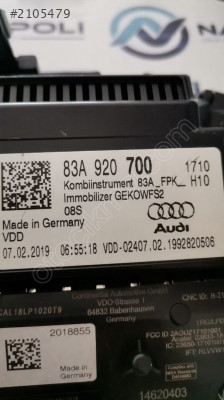 #2105479
NAPOLI
83A 920 700 1710
Kombiinstrument 83A_FPK_ H10
Immobilizer GEKOWFS2
08S
Made in Germany
VDD
Audi
07.02.2019 06:55:18 VDD-02407.02.1992820506
Continental Automotive GmbH
VDO-Strasse 1
64832 Babenhausen
Made in Germany
2018855
14620403